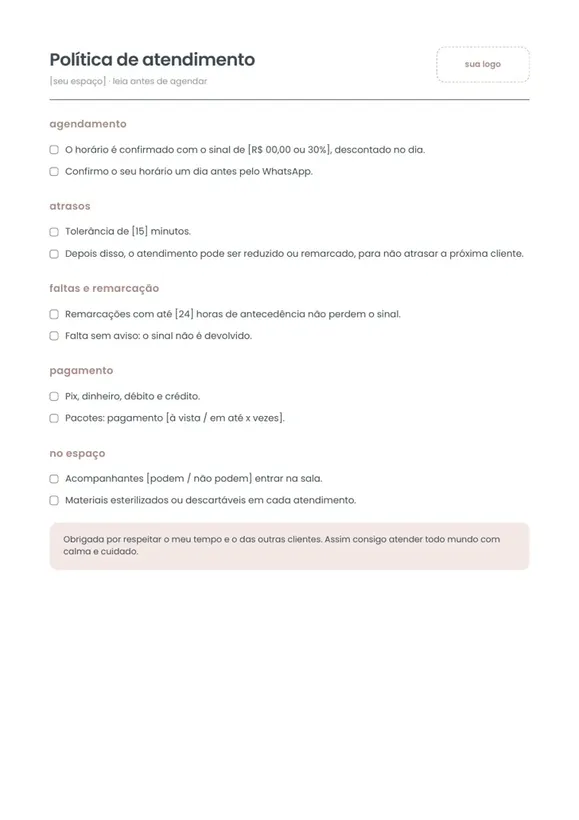 Política de atendimento
sua logo
[seu espaço] · leia antes de agendar
agendamento
O horário é confirmado com o sinal de [R$ 00,00 ou 30%], descontado no dia.
Confirmo o seu horário um dia antes pelo WhatsApp.
atrasos
Tolerância de [15] minutos.
Depois disso, o atendimento pode ser reduzido ou remarcado, para não atrasar a próxima cliente.
faltas e remarcação
Remarcações com até [24] horas de antecedência não perdem o sinal.
Falta sem aviso: o sinal não é devolvido.
pagamento
Pix, dinheiro, débito e crédito.
Pacotes: pagamento [à vista / em até x vezes].
no espaço
Acompanhantes [podem / não podem] entrar na sala.
Materiais esterilizados ou descartáveis em cada atendimento.
Obrigada por respeitar o meu tempo e o das outras clientes. Assim consigo atender todo mundo com
calma e cuidado.